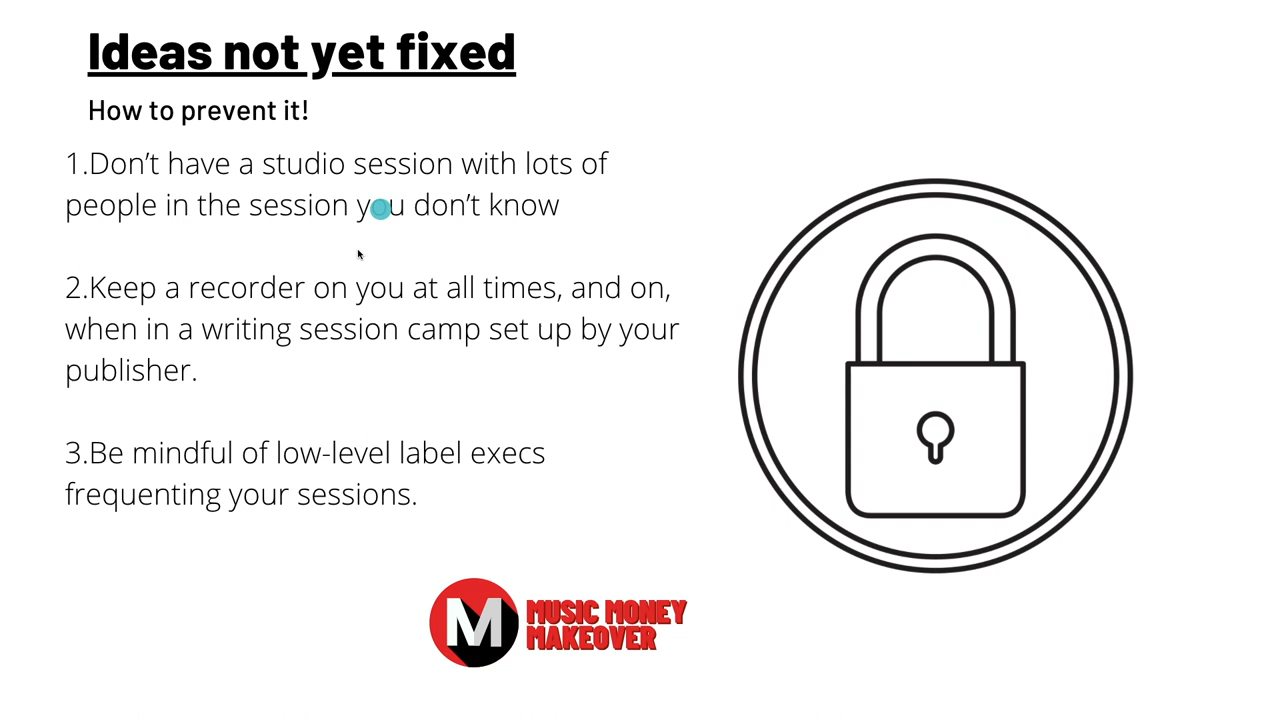 Ideas not yet fixed
How to prevent it!
1.Don’t have a studio session with lots of
people in the session you don’t know
2.Keep a recorder on you at all times, and on,
when in a writing session camp set up by your
publisher.
3.Be mindful of low-level label execs
frequenting your sessions.
M
MUSIC MONEY
MAKEOVER